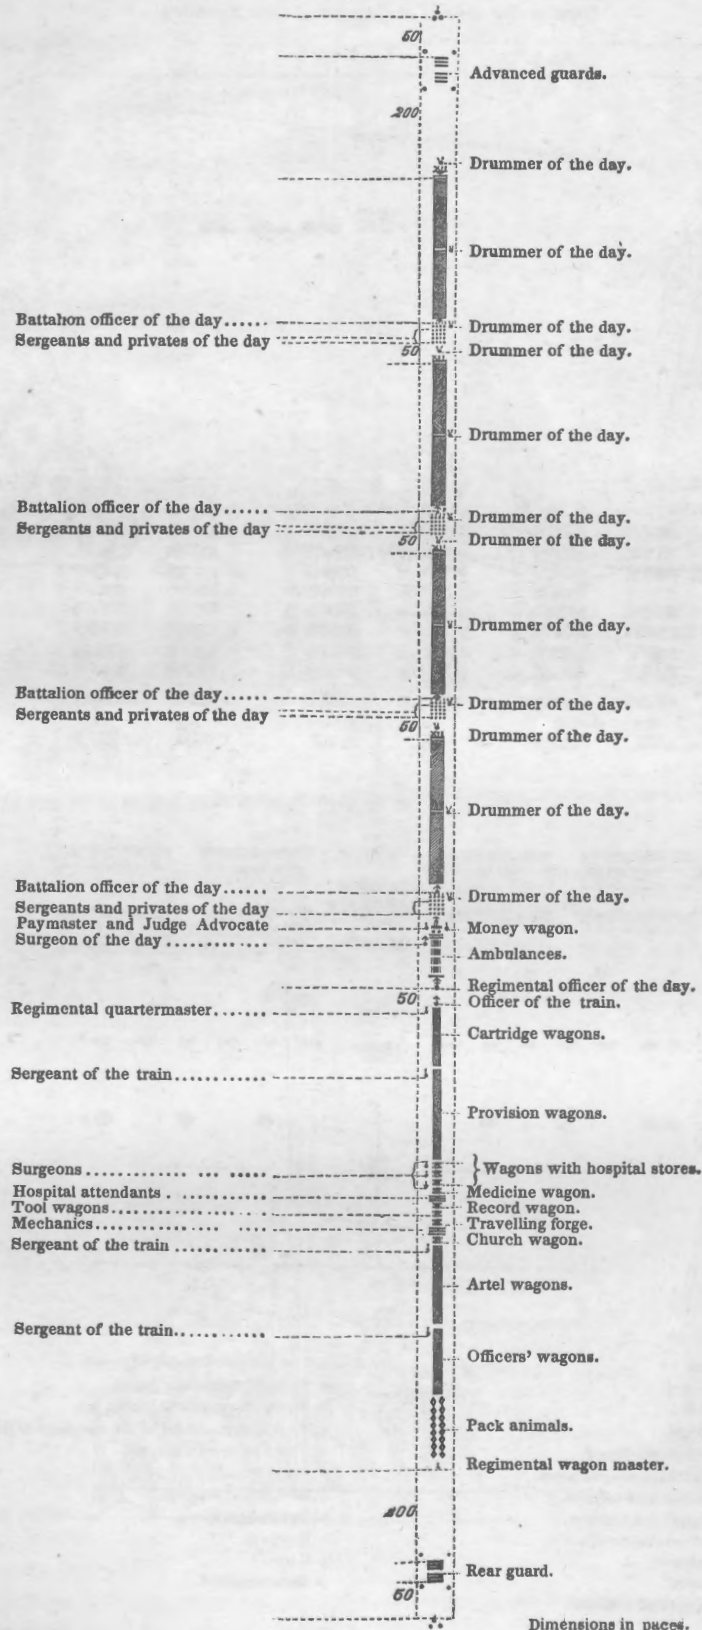 50
Advanced guards.
200
Drummer of the day.
Drummer of the day.
Battalion officer of the day......
Drummer of the day.
Sergeants and privates of the day
50
Drummer of the day.
Drummer of the day.
Battalion officer of the day......
Drummer of the day.
Sergeants and privates of the day
50
Drummer of the day.
Drummer of the day.
Battalion officer of the day......
Drummer of the day.
Sergeants and privates of the day
50
Drummer of the day.
Drummer of the day.
Battalion officer of the day......
Drummer of the day.
Sergeants and privates of the day
Paymaster and Judge Advocate
Money wagon.
Surgeon of the day
Ambulances.
Regimental officer of the day.
50
Officer of the train.
Regimental quartermaster.......
Cartridge wagons.
Sergeant of the train............
Provision wagons.
Surgeons
Wagons with hospital stores.
Hospital attendants
Medicine wagon.
Tool wagons
Record wagon.
Mechanics
Travelling forge.
Sergeant of the train
Church wagon.
Artel wagons.
Sergeant of the train............
Officers' wagons.
Pack animals.
Regimental wagon master.
Rear guard.
50
Dimensions in paces.